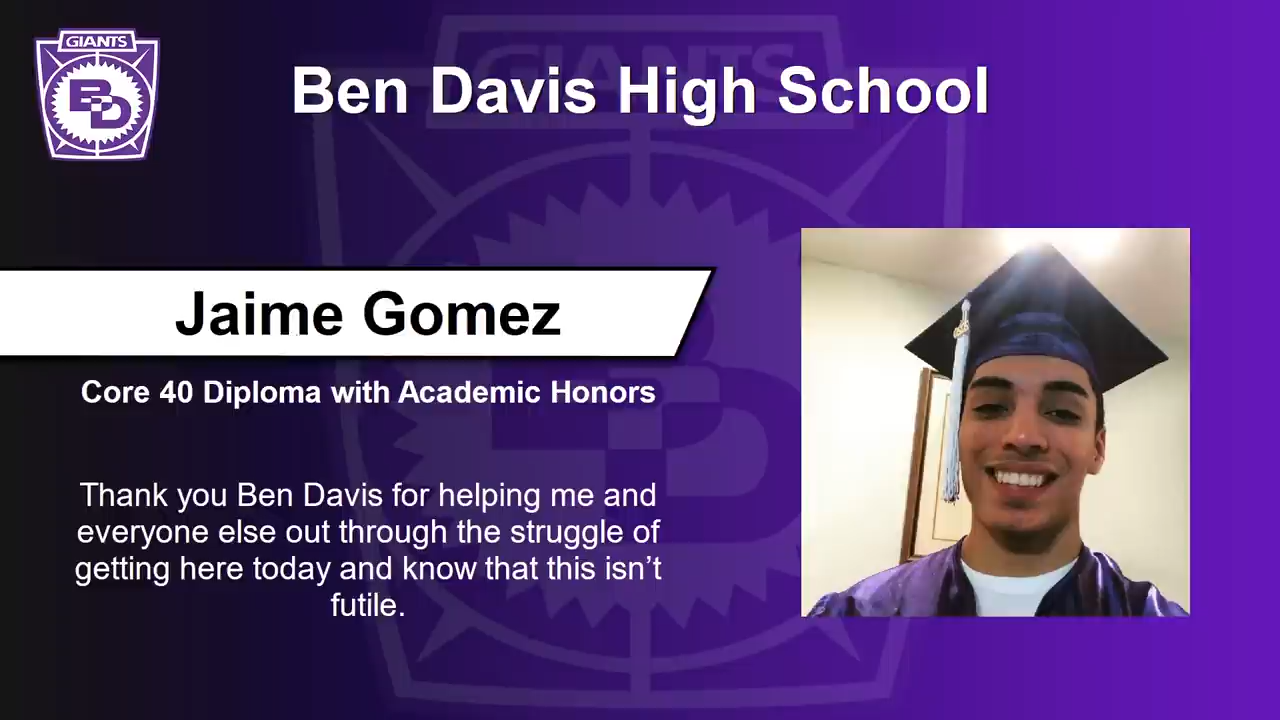 GIANTS
BD
Ben Davis High School
GIANTS
Jaime Gomez
Core 40 Diploma with Academic Honors
Thank you Ben Davis for helping me and
everyone else out through the struggle of
getting here today and know that this isn’t
futile.